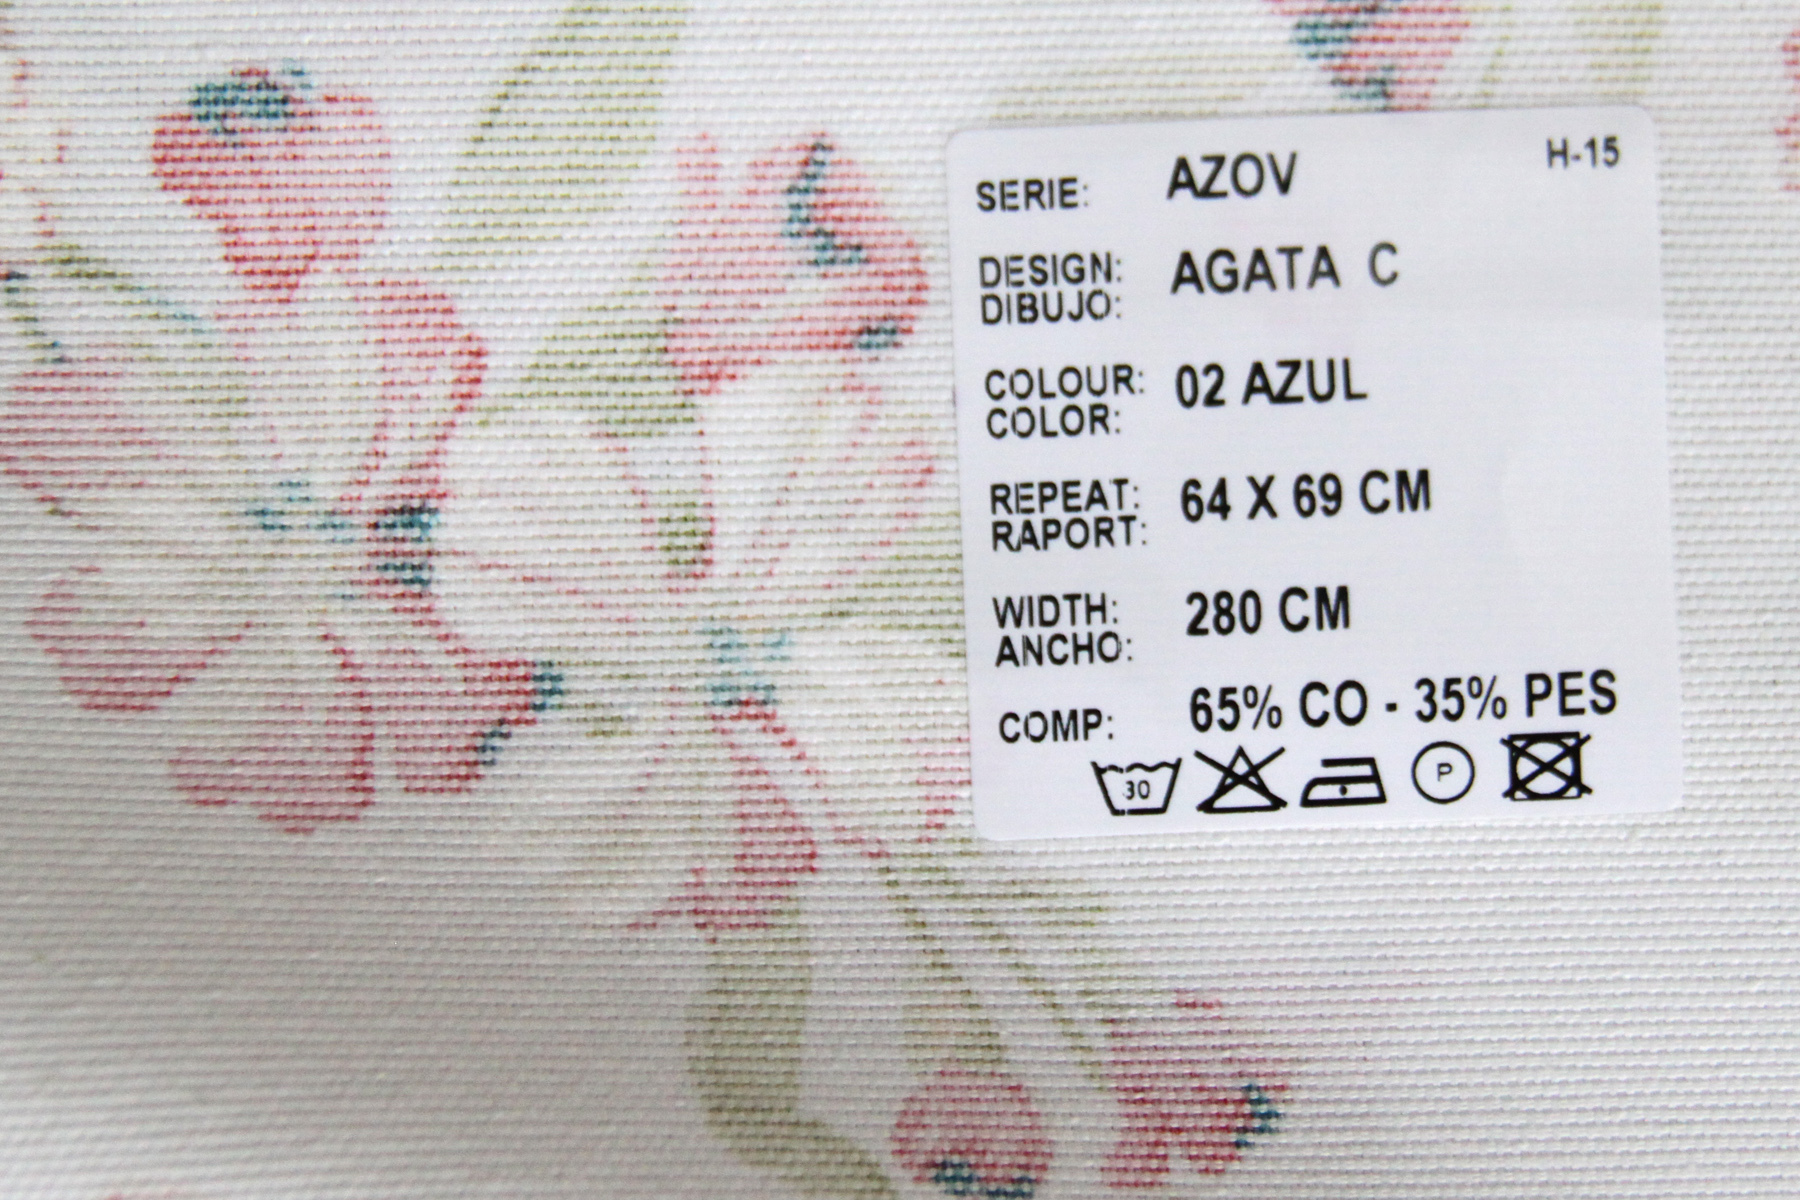 H-15
SERIE: AZOV
DESIGN: AGATA C
DIBUJO:
COLOUR: 02 AZUL
COLOR:
REPEAT: 64 X 69 CM
RAPORT:
WIDTH: 280 CM
ANCHO:
COMP: 65% CO - 35% PES
30 P